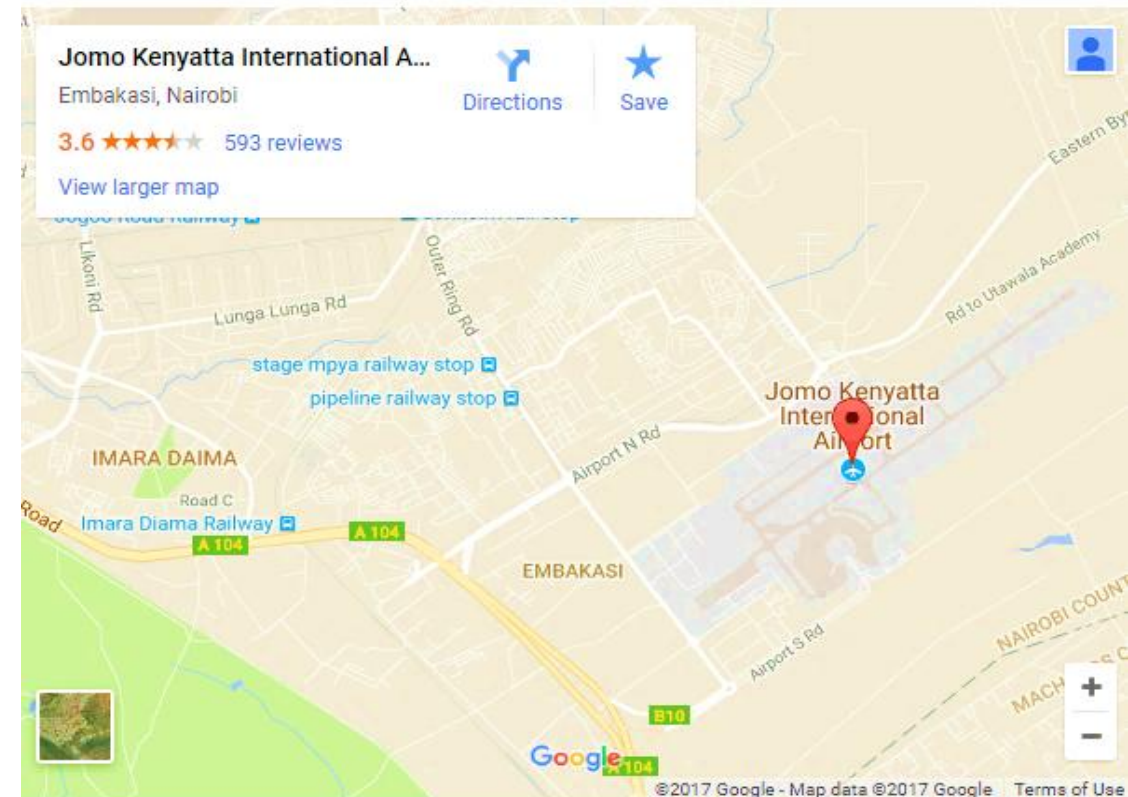 Jomo Kenyatta International A...
Embakasi, Nairobi
Directions
Save
3.6
593 reviews
View larger map
Eastern
Likoni Rd
Outer Ring Rd
Lunga Lunga Rd
Rd to Utawala Academy
stage mpya railway stop
pipeline railway stop
Jomo Kenyatta
International
Airport
Airport N Rd
IMARA DAIMA
Road C
Road
Imara Diama Railway
A 104
A 104
EMBAKASI
Airport S Rd
NAIROBI COUNT
B10
Google
A 104
+
−
©2017 Google - Map data ©2017 Google
Terms of Use